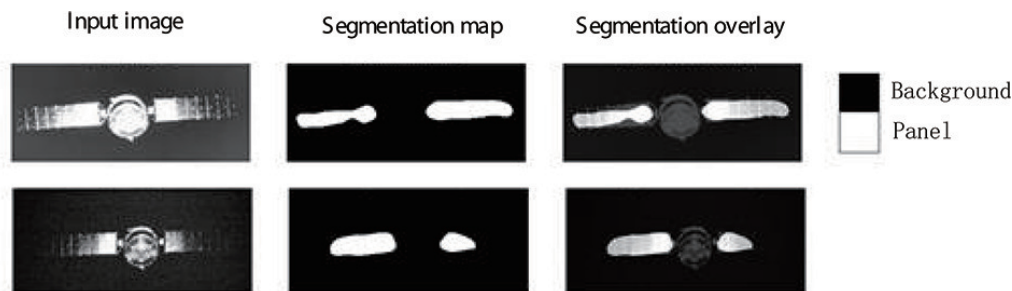 Input image
Segmentation map
Segmentation overlay
Background
Panel